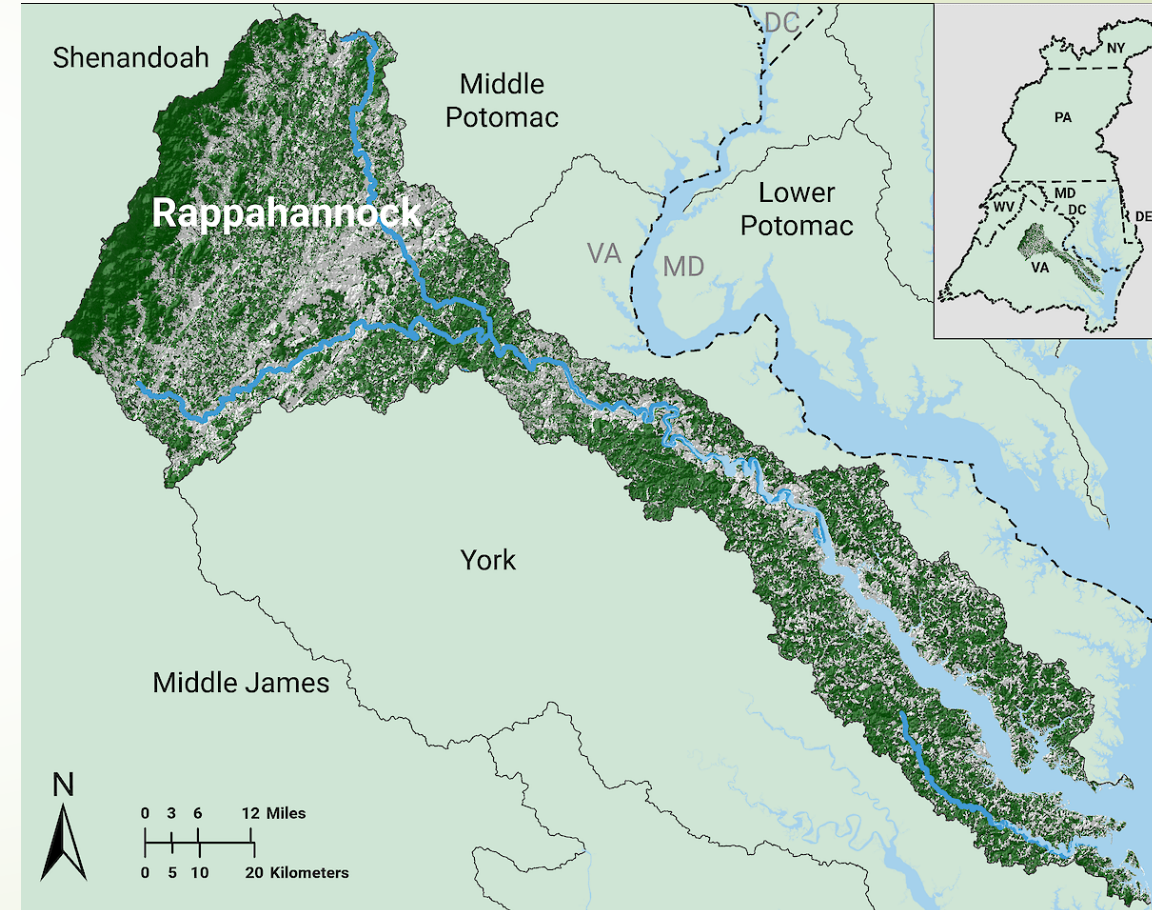 Shenandoah
Middle
Potomac
DC
Rappahannock
Lower
Potomac
VA
MD
York
Middle James
N
0 3 6 12 Miles
0 5 10 20 Kilometers
NY
PA
MD
WV
DC
DE
VA